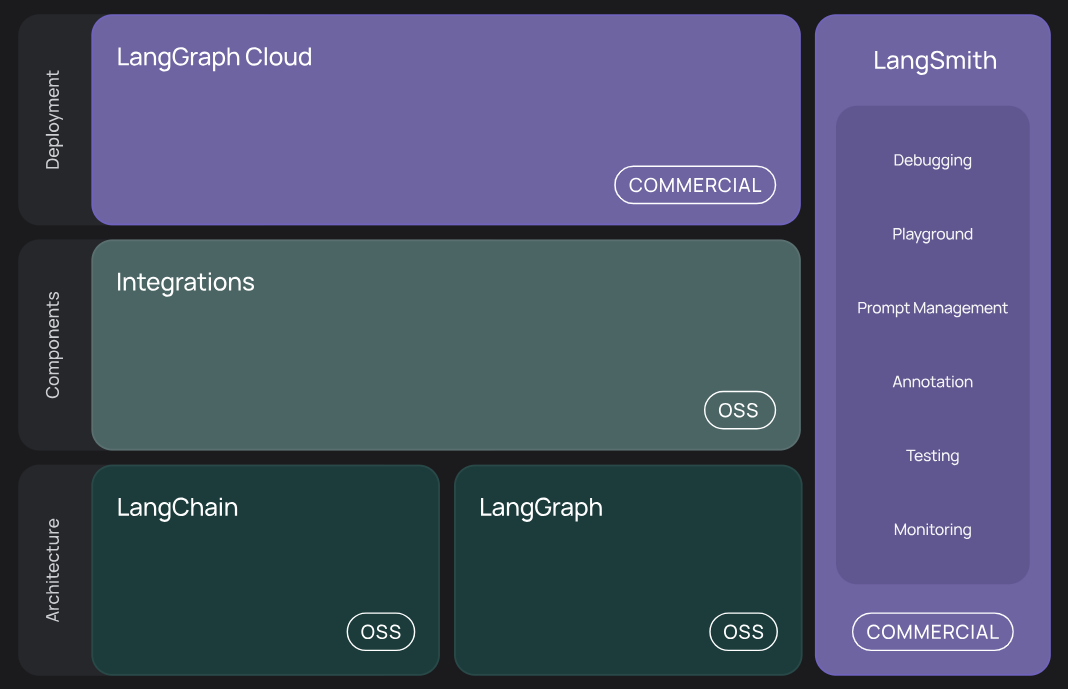 Deployment
LangGraph Cloud
COMMERCIAL
Components
Integrations
OSS
Architecture
LangChain
OSS
LangGraph
OSS
LangSmith
Debugging
Playground
Prompt Management
Annotation
Testing
Monitoring
COMMERCIAL